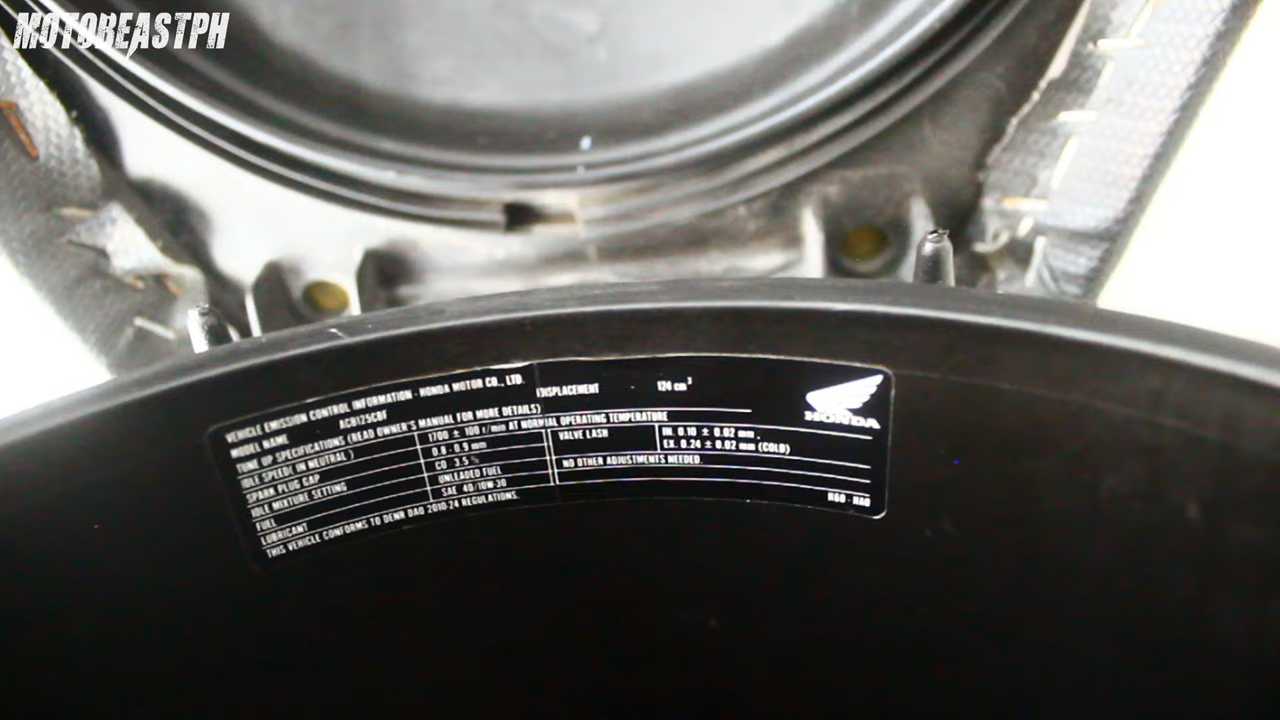 MOTOBEASTPH
VEHICLE EMISSION CONTROL INFORMATION - HONDA MOTOR CO., LTD.
MODEL NAME ACB125CBF DISPLACEMENT 124 cm³
TUNE UP SPECIFICATIONS (READ OWNER'S MANUAL FOR MORE DETAILS)
IDLE SPEED( IN NEUTRAL ) 1700 ± 100 r/min AT NORMAL OPERATING TEMPERATURE
SPARK PLUG GAP 0.8 - 0.9 mm VALVE LASH IN. 0.10 ± 0.02 mm ,
EX. 0.24 ± 0.02 mm (COLD)
IDLE MIXTURE SETTING CO 3.5 % NO OTHER ADJUSTMENTS NEEDED.
FUEL UNLEADED FUEL
LUBRICANT SAE 40/10W-30
THIS VEHICLE CONFORMS TO DENR DAO 2010-24 REGULATIONS.
HONDA